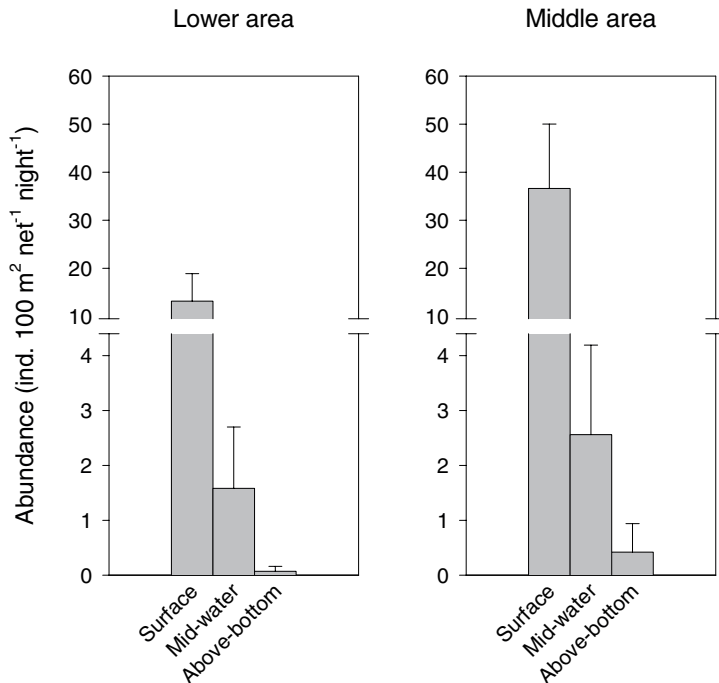 Lower area
Middle area
Abundance (ind. 100 m² net⁻¹ night⁻¹)
60
50
40
30
20
10
4
3
2
1
0
Surface
Mid-water
Above-bottom
60
50
40
30
20
10
4
3
2
1
0
Surface
Mid-water
Above-bottom